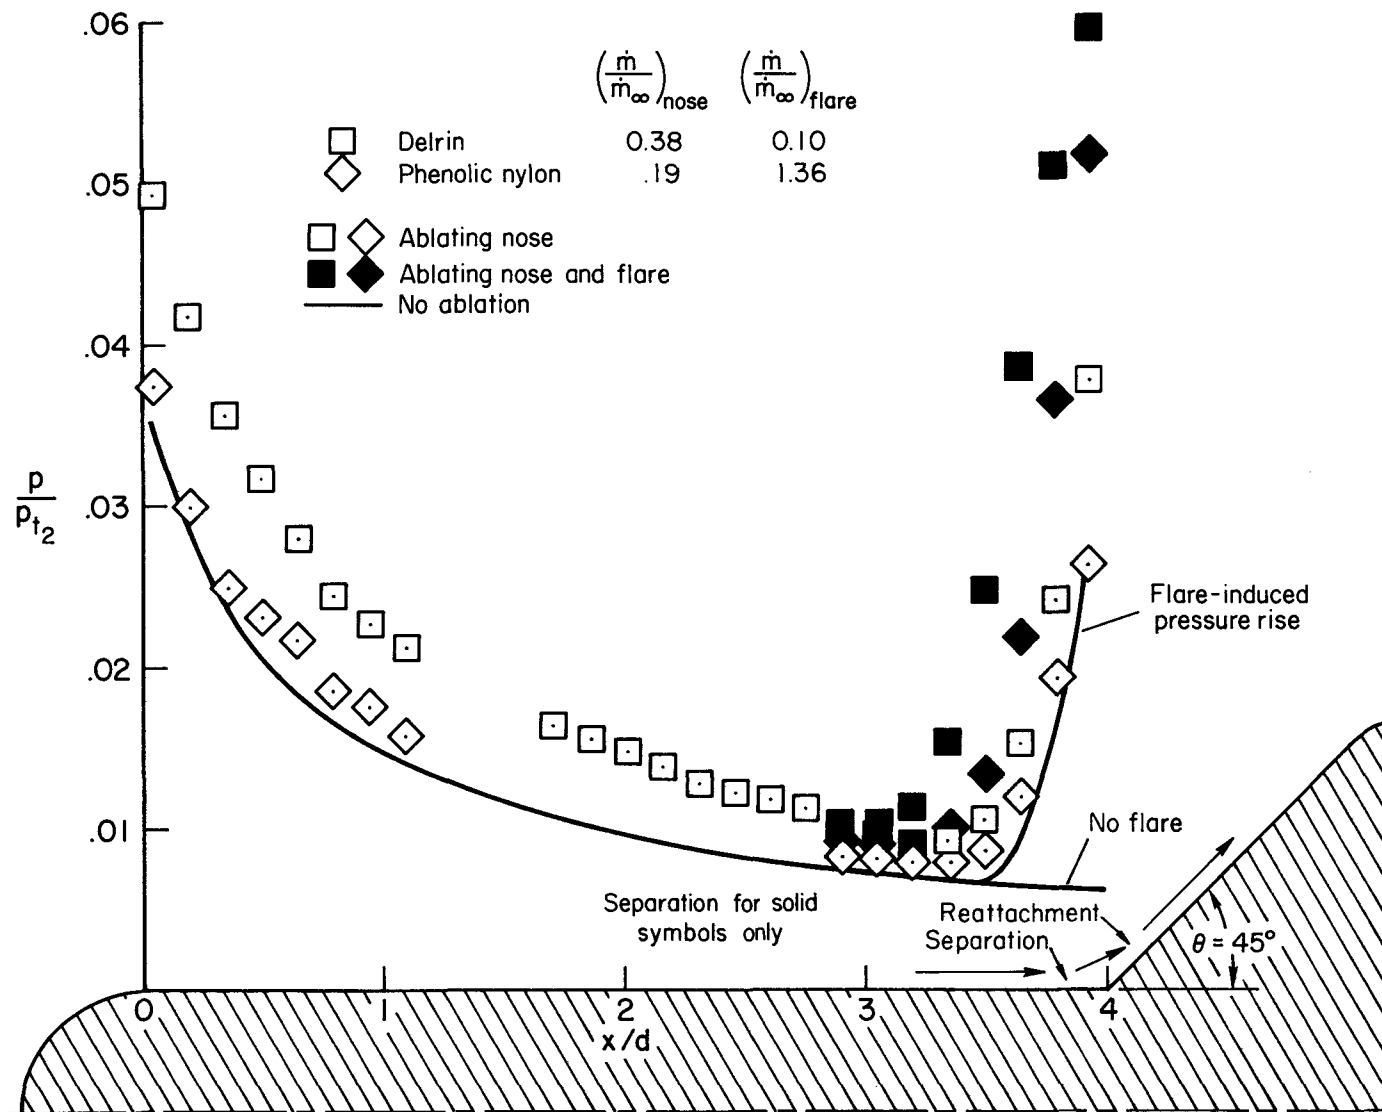 .06
(ṁ/ṁ∞)nose (ṁ/ṁ∞)flare
Delrin 0.38 0.10
Phenolic nylon .19 1.36
.05
Ablating nose
Ablating nose and flare
No ablation
.04
p/pt2
.03
Flare-induced
pressure rise
.02
.01
No flare
Separation for solid
symbols only
Reattachment
Separation
θ = 45°
0 1 2 3 4
x/d